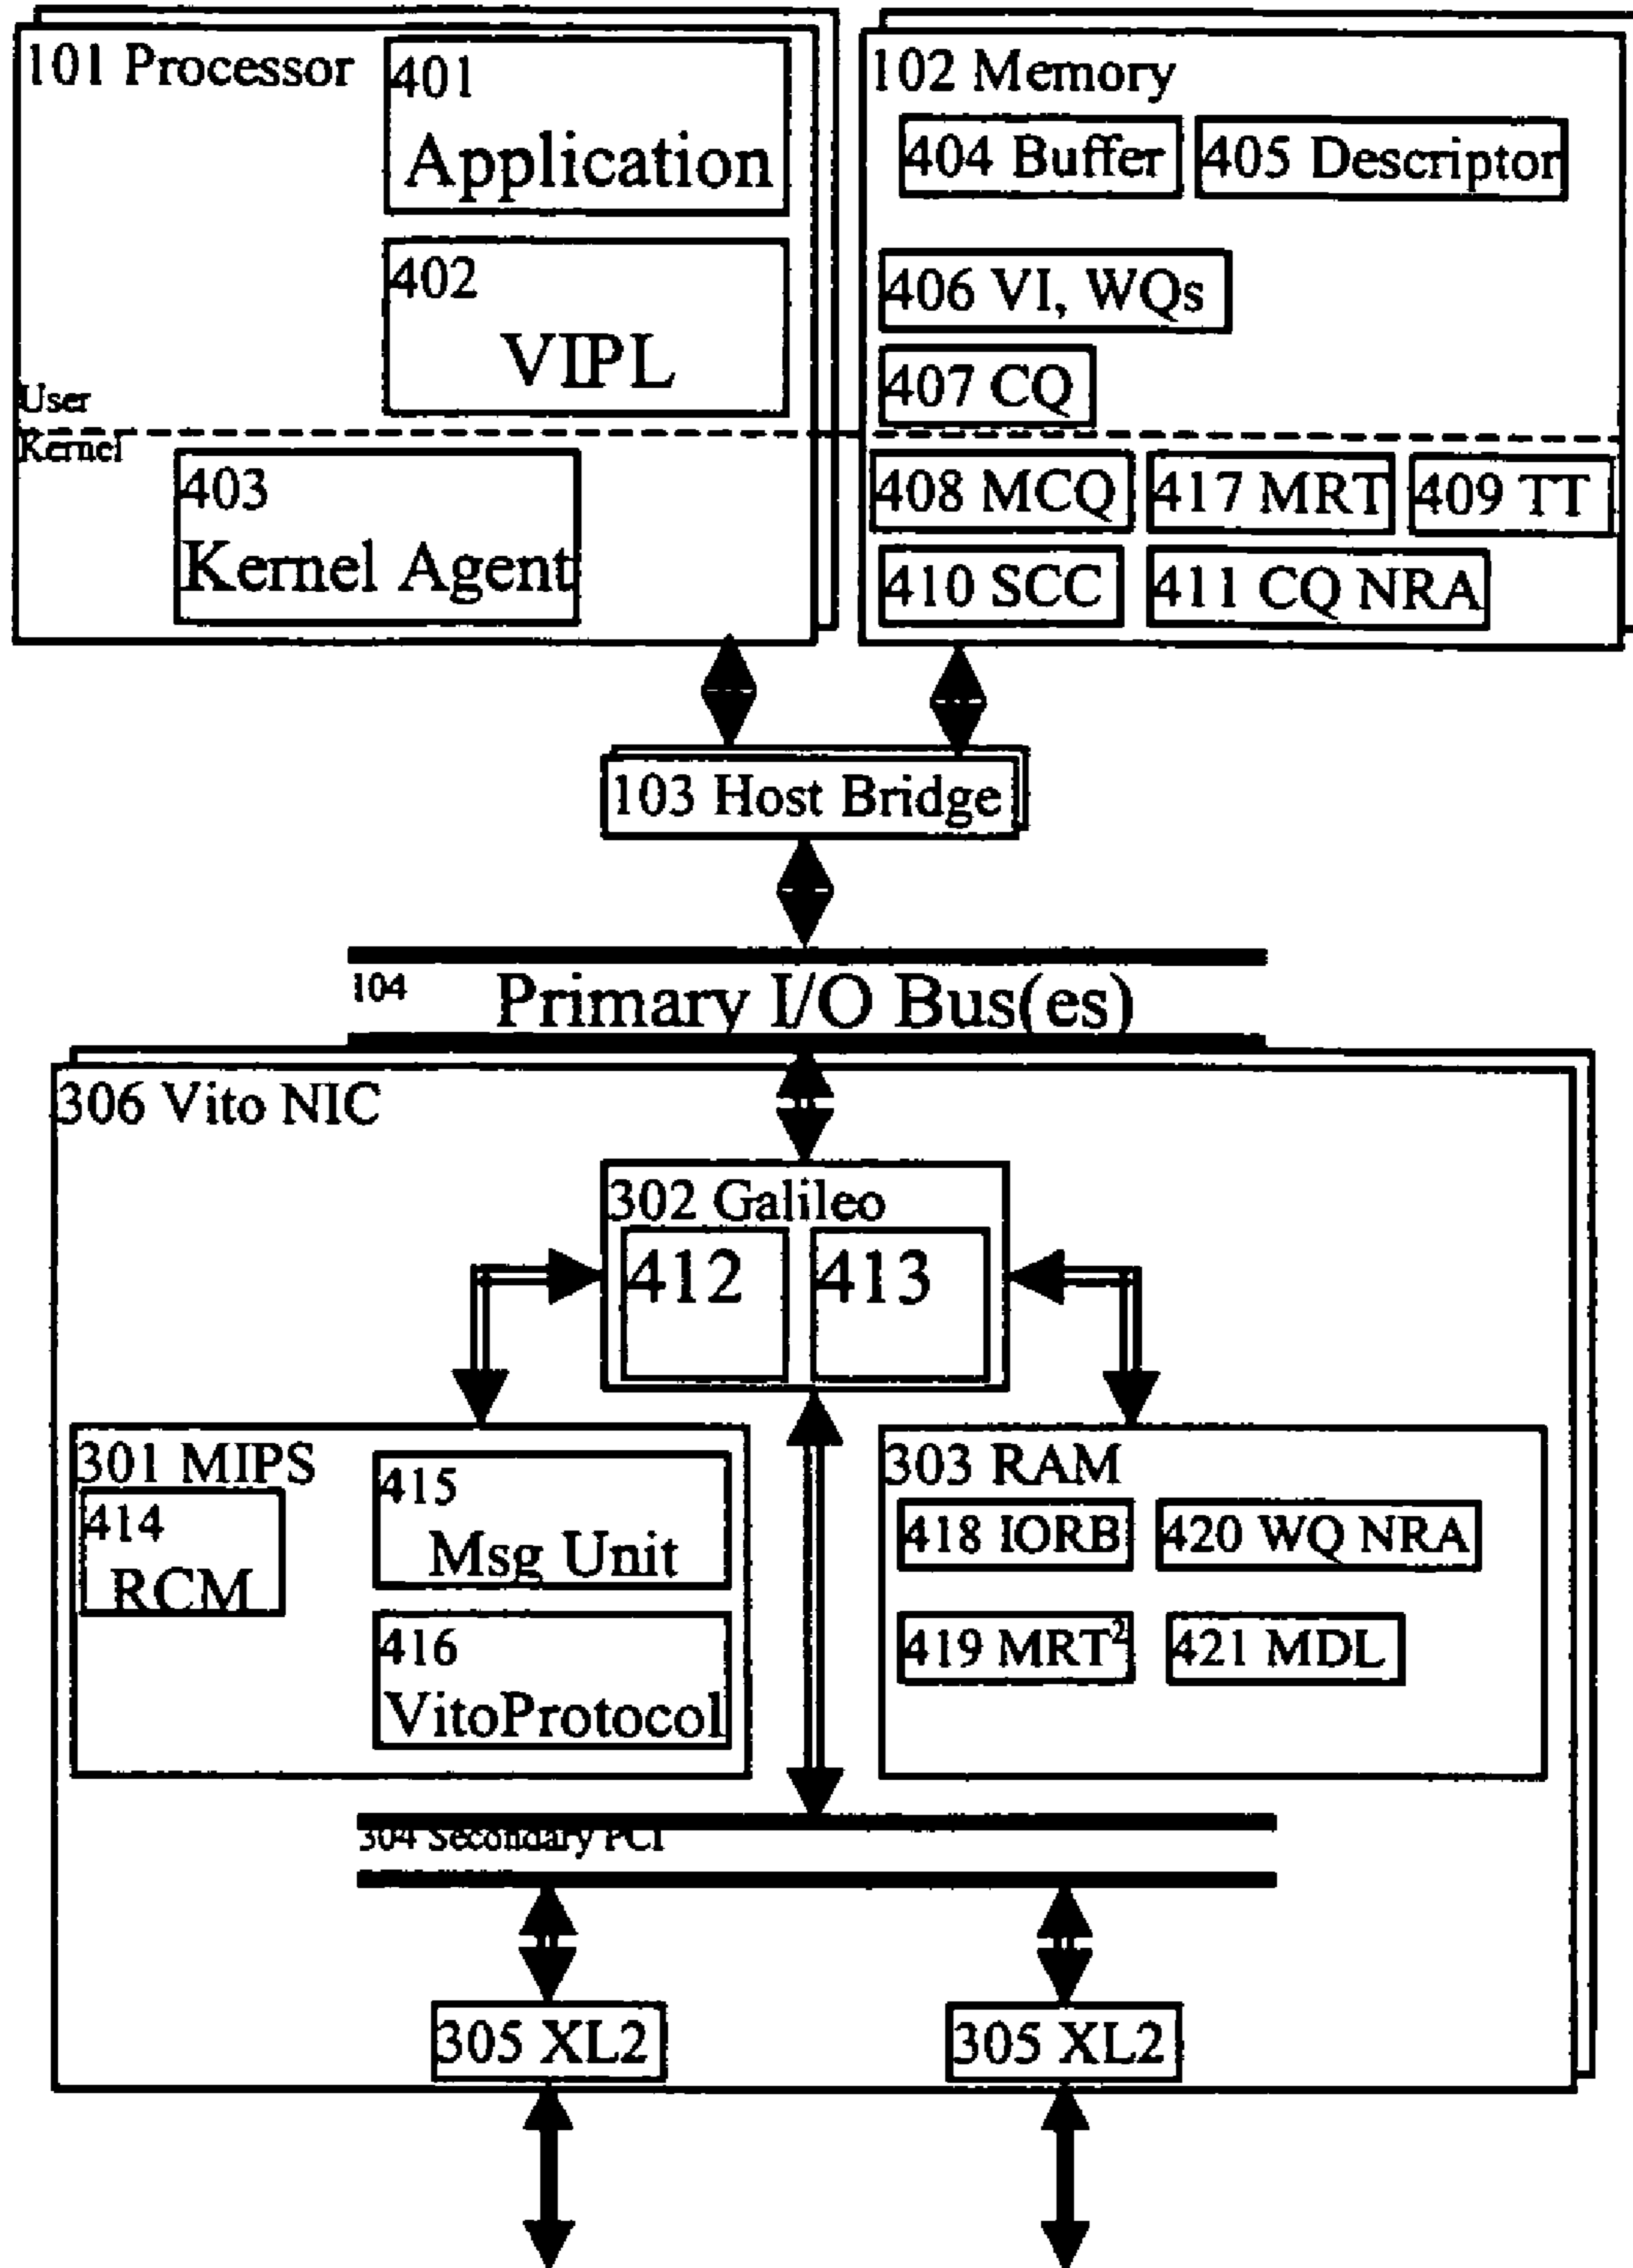 101 Processor
401
Application
402
VIPL
User
Kernel
403
Kernel Agent
102 Memory
404 Buffer
405 Descriptor
406 VI, WQs
407 CQ
408 MCQ
417 MRT
409 TT
410 SCC
411 CQ NRA
103 Host Bridge
104
Primary I/O Bus(es)
306 Vito NIC
302 Galileo
412
413
301 MIPS
414
RCM
415
Msg Unit
416
VitoProtocol
303 RAM
418 IORB
420 WQ NRA
419 MRT²
421 MDL
304 Secondary PCI
305 XL2
305 XL2